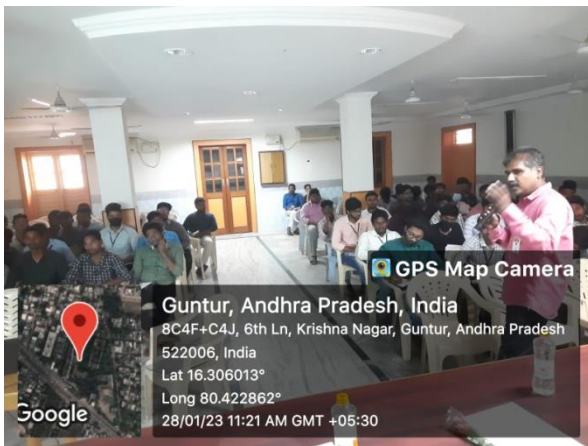 GPS Map Camera
Guntur, Andhra Pradesh, India
8C4F+C4J, 6th Ln, Krishna Nagar, Guntur, Andhra Pradesh
522006, India
Lat 16.306013°
Long 80.422862°
28/01/23 11:21 AM GMT +05:30
Google